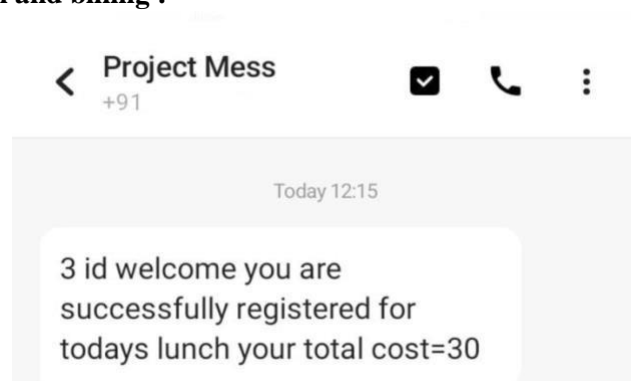 and billing :
Project Mess
+91
Today 12:15
3 id welcome you are
successfully registered for
todays lunch your total cost=30